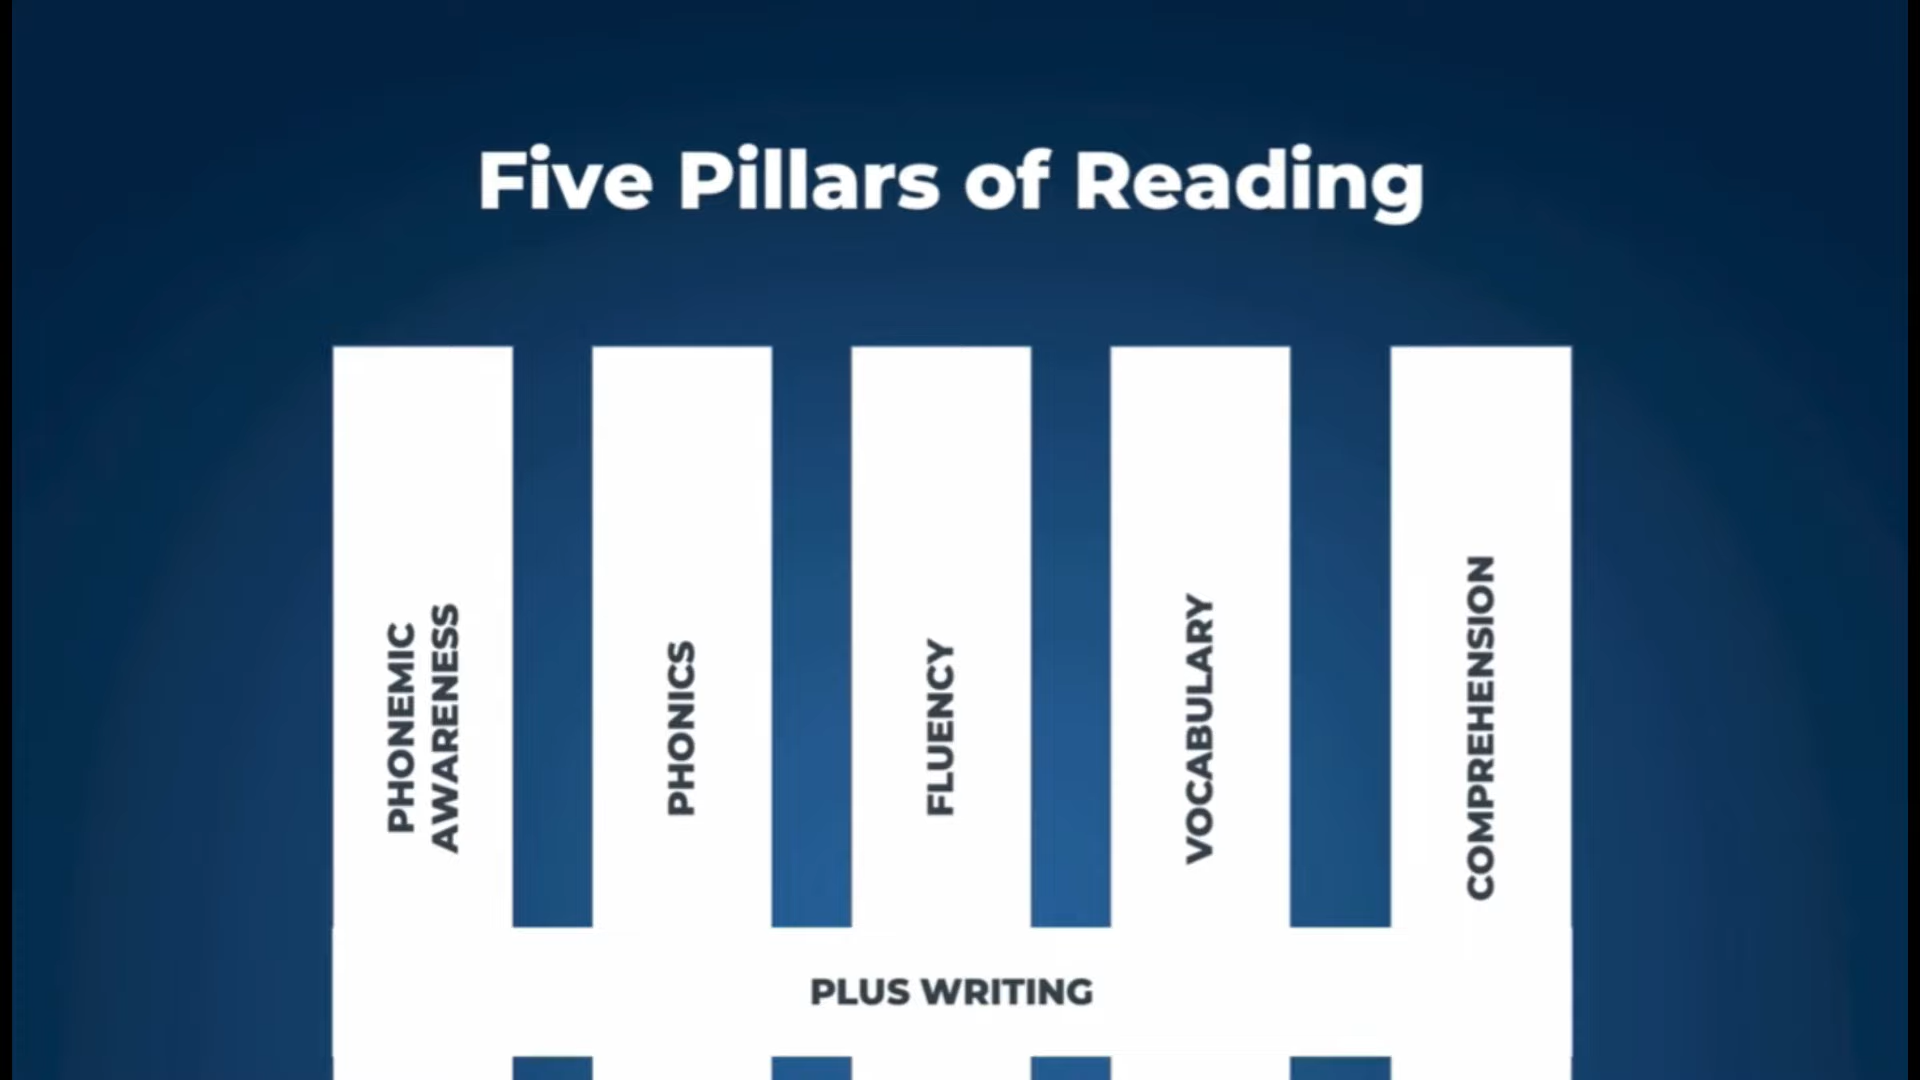 Five Pillars of Reading
PHONEMIC
AWARENESS
PHONICS
FLUENCY
VOCABULARY
COMPREHENSION
PLUS WRITING